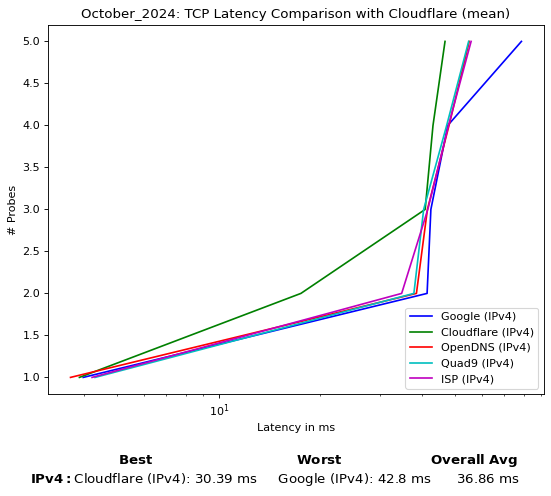 October_2024: TCP Latency Comparison with Cloudflare (mean)
5.0
4.5
4.0
3.5
3.0
2.5
2.0
1.5
1.0
# Probes
Google (IPv4)
Cloudflare (IPv4)
OpenDNS (IPv4)
Quad9 (IPv4)
ISP (IPv4)
10¹
Latency in ms
Best Worst Overall Avg
IPv4: Cloudflare (IPv4): 30.39 ms Google (IPv4): 42.8 ms 36.86 ms